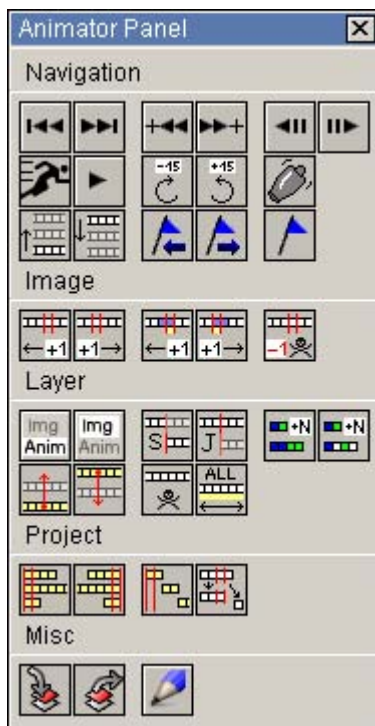 Animator Panel
Navigation
-15 +15
Image
+1 +1 +1 +1 -1
Layer
Img Anim Img Anim S J +N +N
ALL
Project
Misc